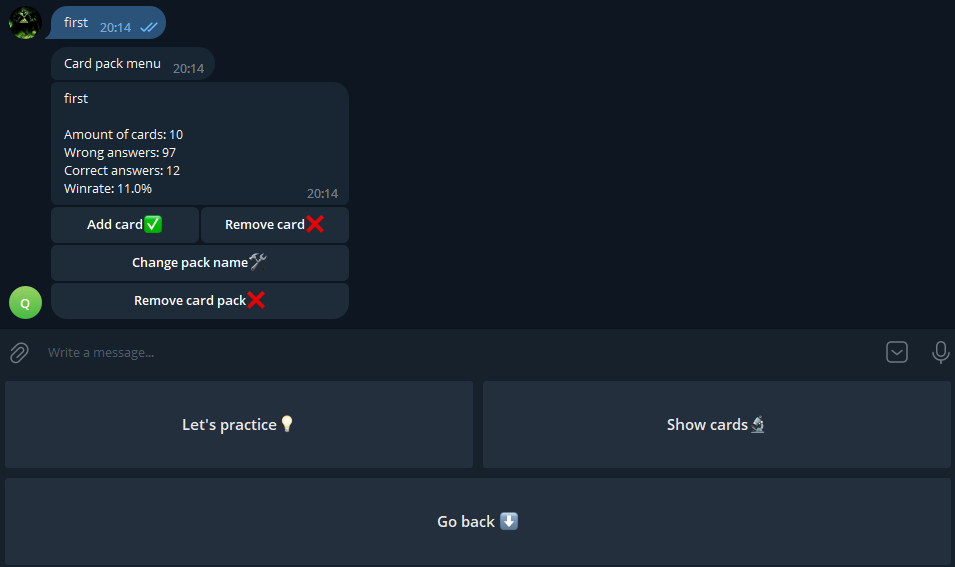 first 20:14
Card pack menu 20:14
first
Amount of cards: 10
Wrong answers: 97
Correct answers: 12
Winrate: 11.0%
20:14
Add card✅ Remove card❌
Change pack name🛠
Remove card pack❌
Q
Write a message...
Let's practice💡 Show cards🔬
Go back ⬇️